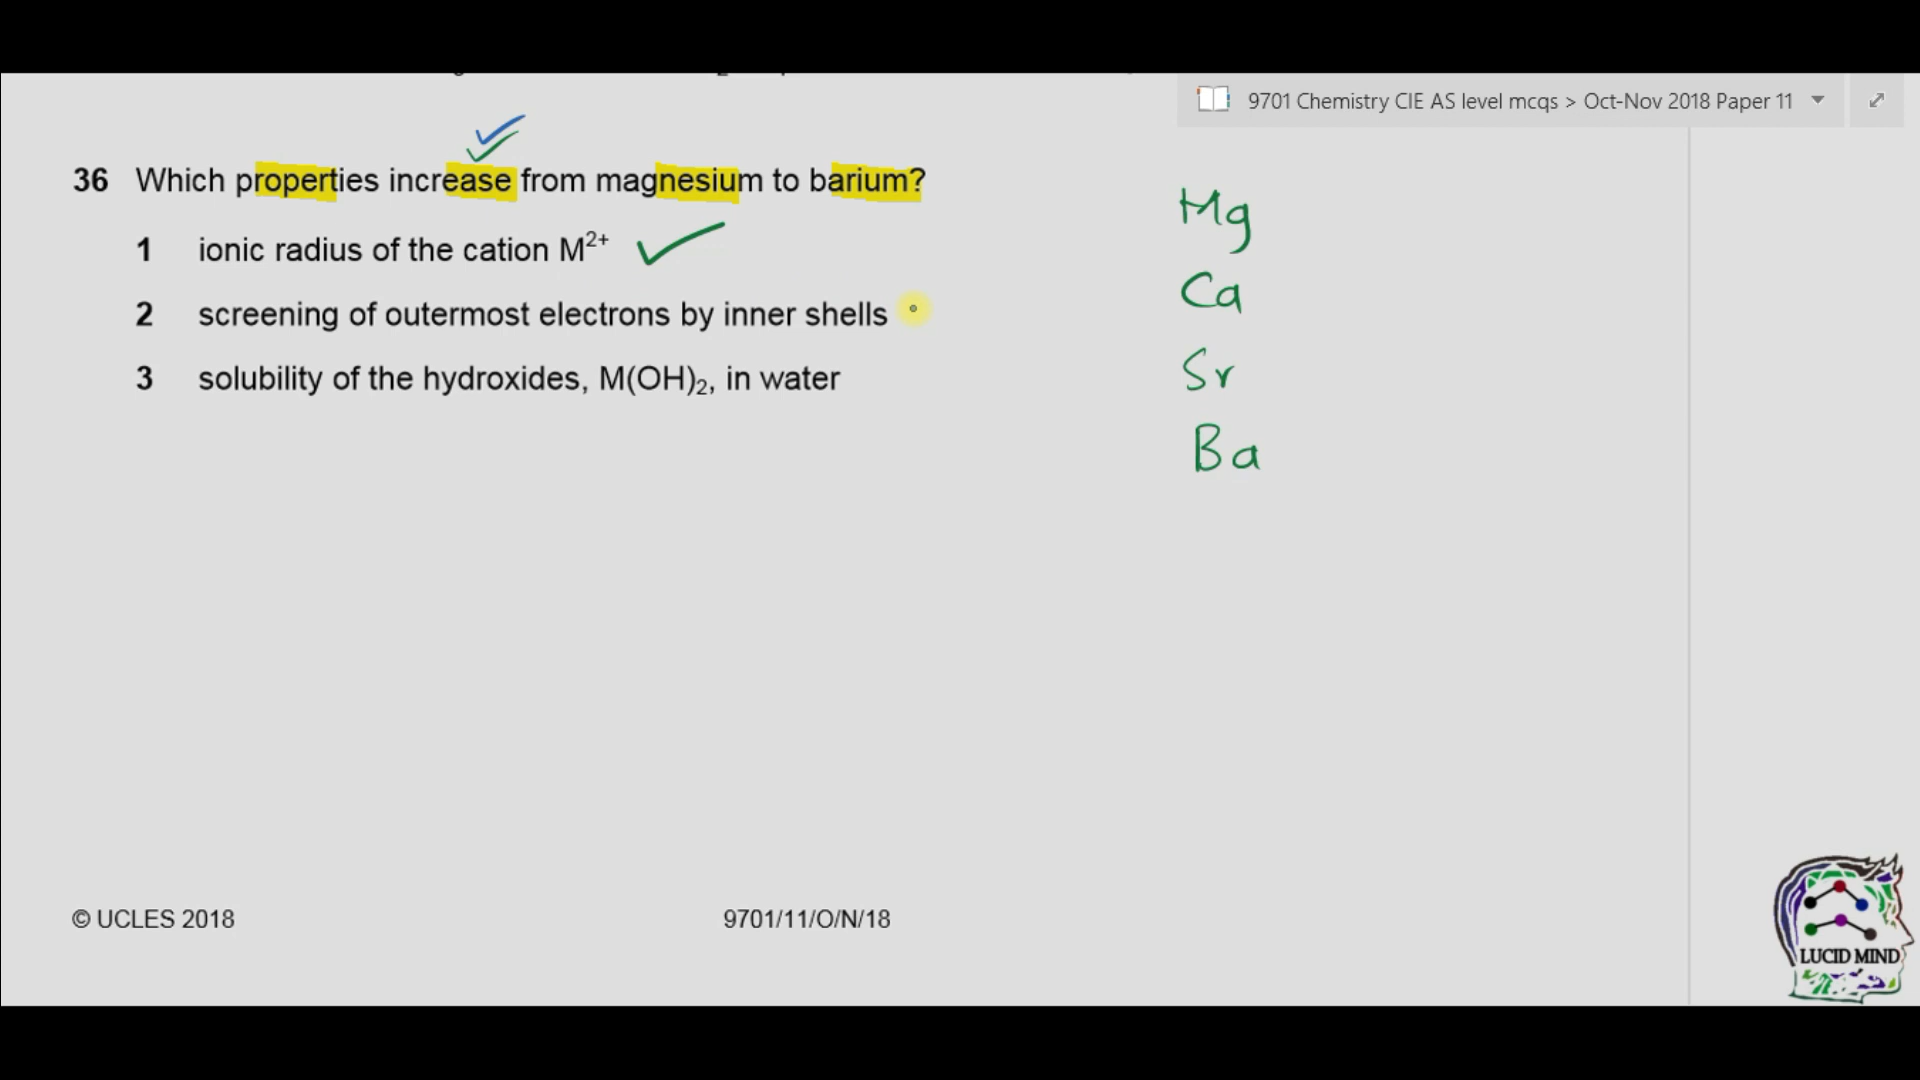 9701 Chemistry CIE AS level mcqs > Oct-Nov 2018 Paper 11
36 Which properties increase from magnesium to barium?
1 ionic radius of the cation M²⁺
2 screening of outermost electrons by inner shells
3 solubility of the hydroxides, M(OH)₂, in water
Mg
Ca
Sr
Ba
© UCLES 2018
9701/11/O/N/18
LUCID MIND